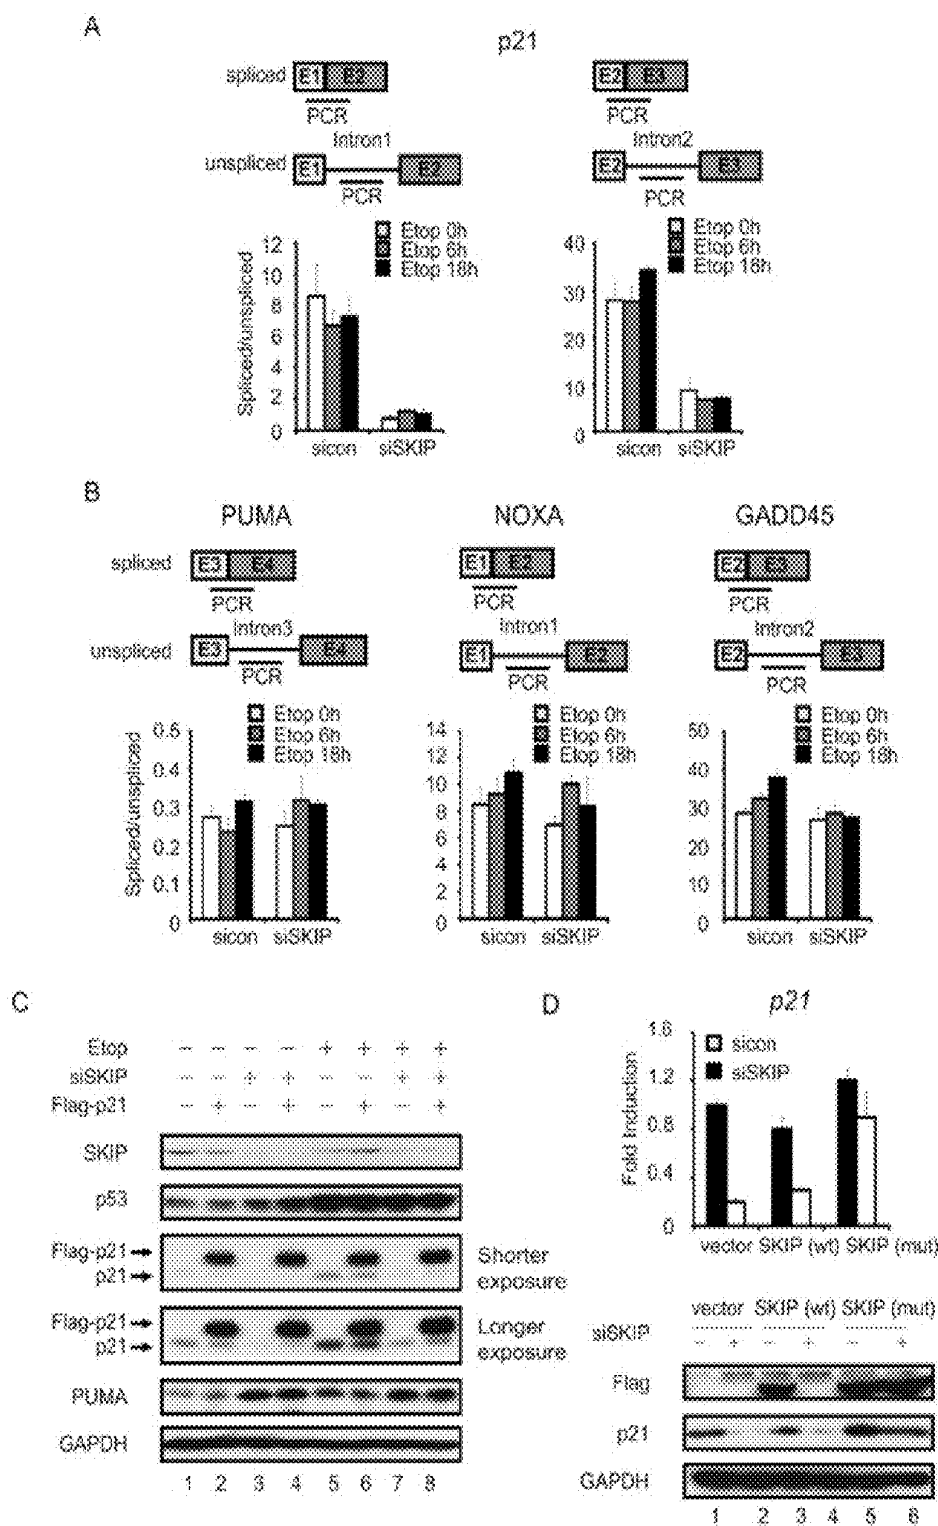 A
p21
spliced E1 E2 E2 E3
PCR PCR
Intron1 Intron2
unspliced E1 E2 E2 E3
PCR PCR
Etop 0h Etop 0h
Etop 6h Etop 6h
Etop 18h Etop 18h
Spliced/unspliced
12 10 8 6 4 2 0
40 30 20 10 0
sicon siSKIP sicon siSKIP
B
PUMA NOXA GADD45
spliced E3 E4 E1 E2 E2 E3
PCR PCR PCR
Intron3 Intron1 Intron2
unspliced E3 E4 E1 E2 E2 E3
PCR PCR PCR
Etop 0h Etop 0h Etop 0h
Etop 6h Etop 6h Etop 6h
Etop 18h Etop 18h Etop 18h
Spliced/unspliced
0.5 0.4 0.3 0.2 0.1 0
14 12 10 8 6 4 2 0
50 40 30 20 10 0
sicon siSKIP sicon siSKIP sicon siSKIP
C
Etop - - - - + + + +
siSKIP - - + + - - + +
Flag-p21 - + - + - + - +
SKIP
p53
Flag-p21
p21
Shorter
exposure
Flag-p21
p21
Longer
exposure
PUMA
GAPDH
1 2 3 4 5 6 7 8
D
p21
Fold Induction
1.6 1.2 0.8 0.4 0
sicon
siSKIP
vector SKIP (wt) SKIP (mut)
vector SKIP (wt) SKIP (mut)
siSKIP - + - + - +
Flag
p21
GAPDH
1 2 3 4 5 6